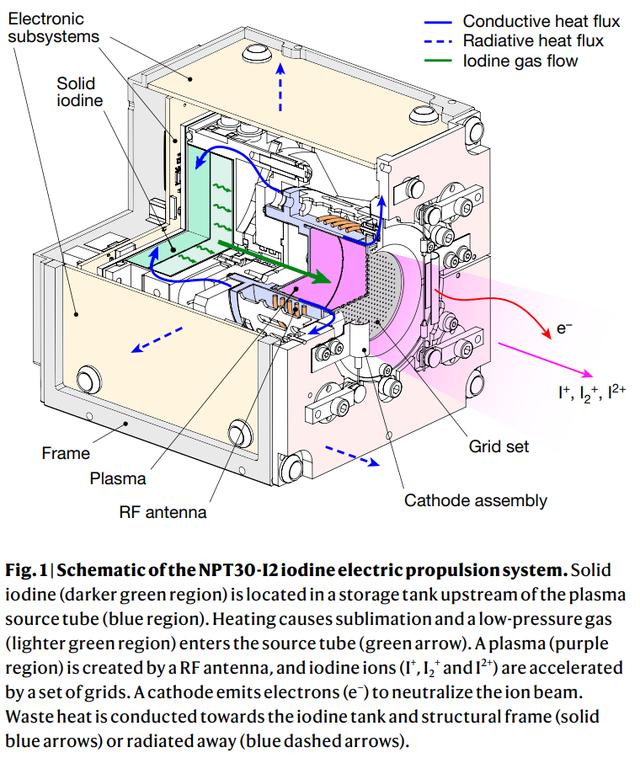 Electronic
subsystems
Conductive heat flux
Radiative heat flux
Iodine gas flow
Solid
iodine
e⁻
I⁺, I₂⁺, I²⁺
Frame
Plasma
RF antenna
Grid set
Cathode assembly
Fig. 1 | Schematic of the NPT30-I2 iodine electric propulsion system. Solid
iodine (darker green region) is located in a storage tank upstream of the plasma
source tube (blue region). Heating causes sublimation and a low-pressure gas
(lighter green region) enters the source tube (green arrow). A plasma (purple
region) is created by a RF antenna, and iodine ions (I⁺, I₂⁺ and I²⁺) are accelerated
by a set of grids. A cathode emits electrons (e⁻) to neutralize the ion beam.
Waste heat is conducted towards the iodine tank and structural frame (solid
blue arrows) or radiated away (blue dashed arrows).